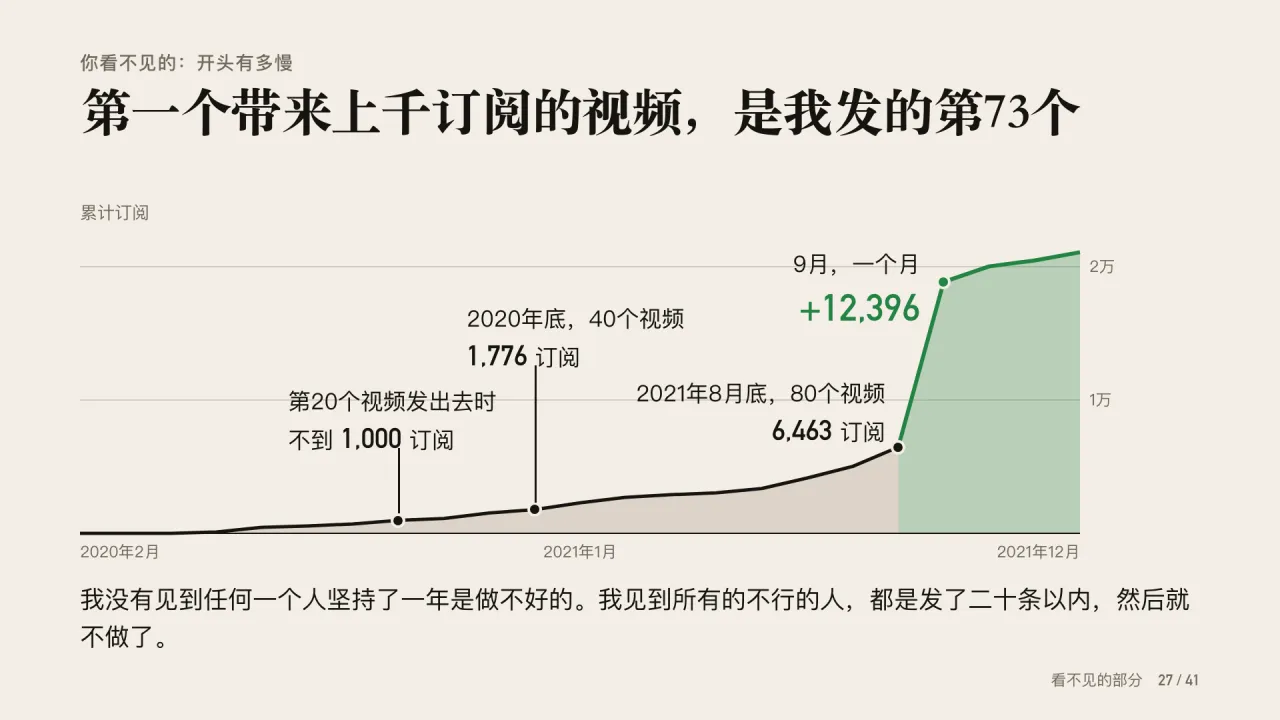 你看不见的：开头有多慢
第一个带来上千订阅的视频，是我发的第73个
累计订阅
9月，一个月
+12,396
2万
2020年底，40个视频
1,776 订阅
第20个视频发出去时
不到 1,000 订阅
2021年8月底，80个视频
6,463 订阅
1万
2020年2月
2021年1月
2021年12月
我没有见到任何一个人坚持了一年是做不好的。我见到所有的不行的人，都是发了二十条以内，然后就
不做了。
看不见的部分 27 / 41